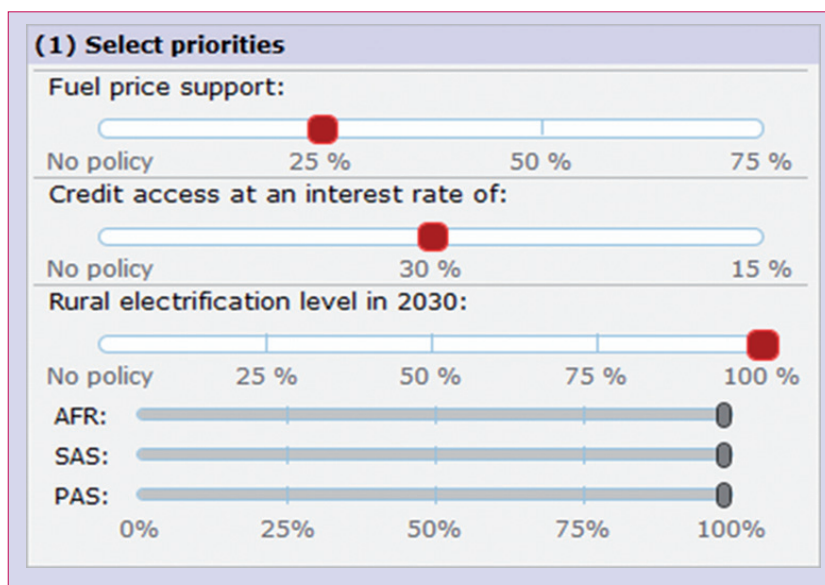 (1) Select priorities
Fuel price support:
No policy 25 % 50 % 75 %
Credit access at an interest rate of:
No policy 30 % 15 %
Rural electrification level in 2030:
No policy 25 % 50 % 75 % 100 %
AFR:
SAS:
PAS:
0% 25% 50% 75% 100%